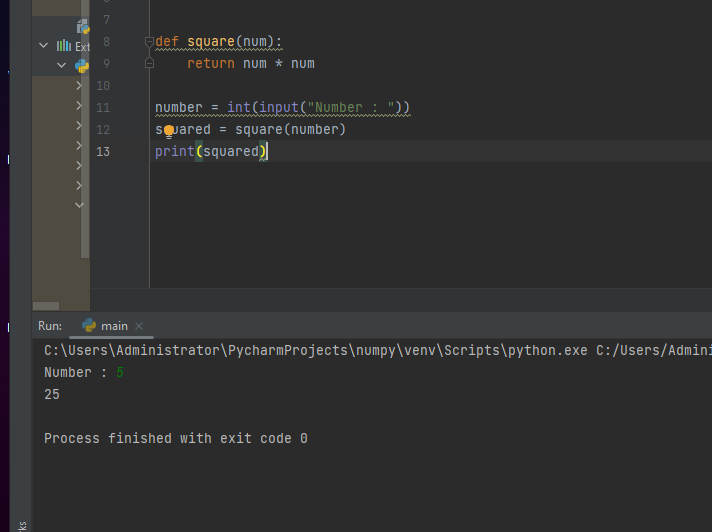 7
8 def square(num):
9 return num * num
10
11 number = int(input("Number : "))
12 squared = square(number)
13 print(squared)
Ext
Run: main
C:\Users\Administrator\PycharmProjects\numpy\venv\Scripts\python.exe C:/Users/Admini
Number : 5
25
Process finished with exit code 0
rks